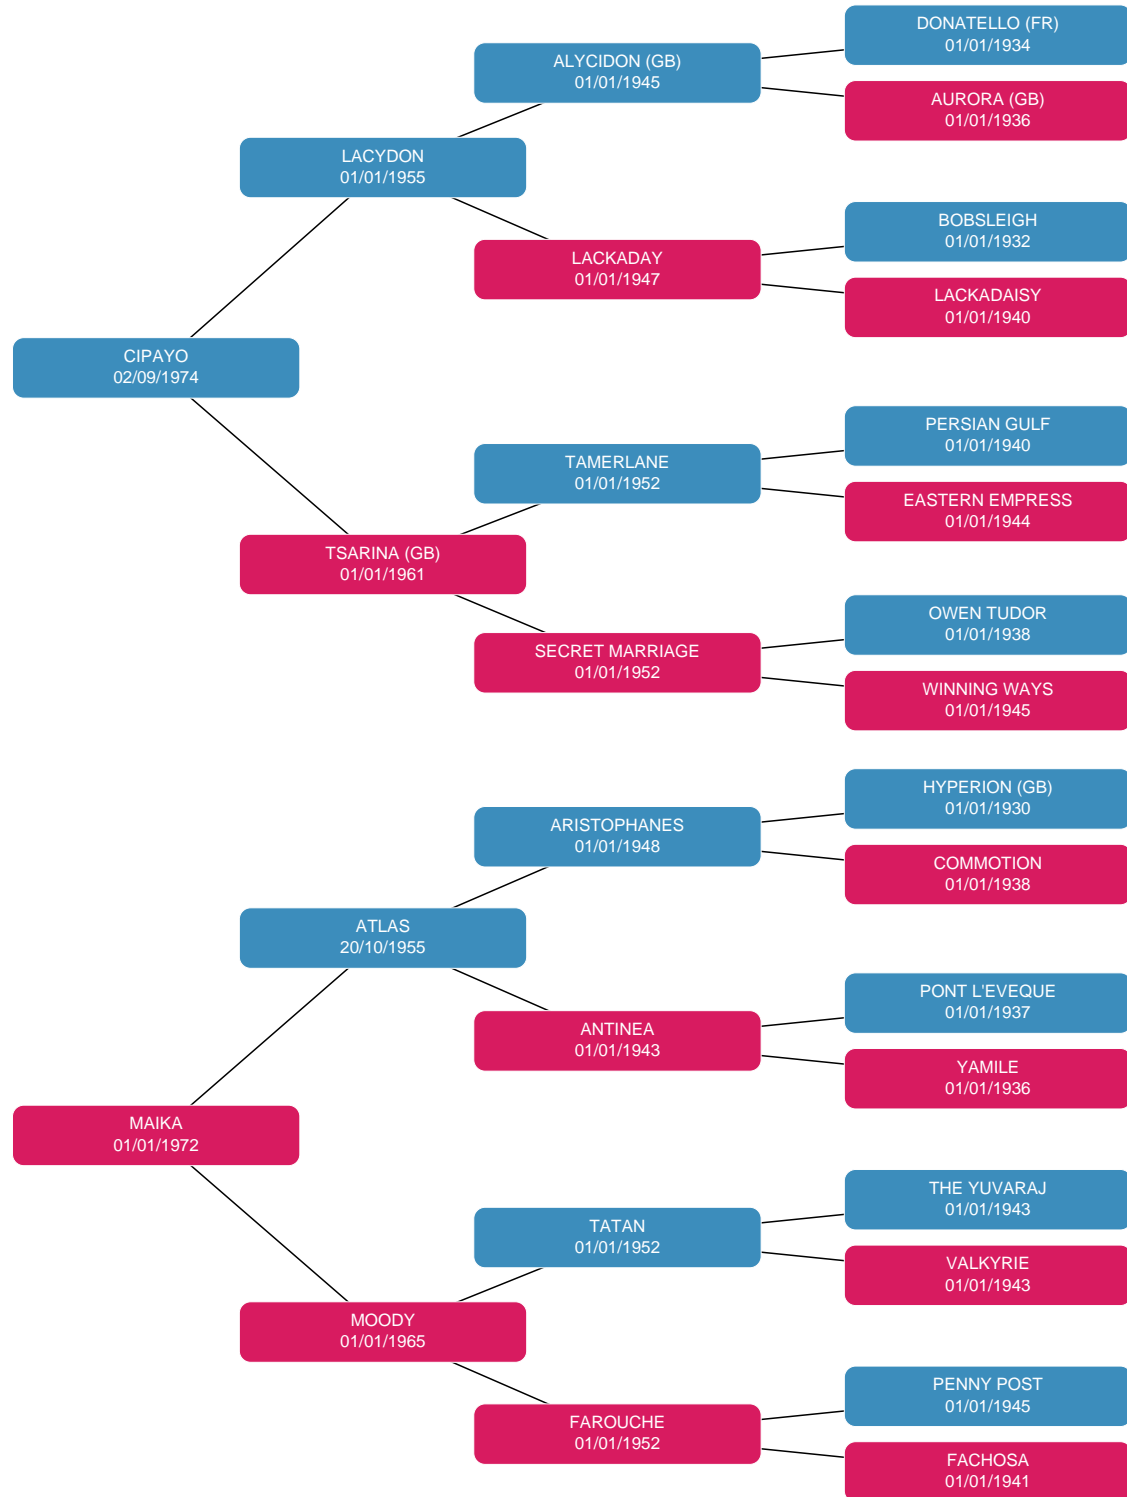 DONATELLO (FR)
01/01/1934
ALYCIDON (GB)
01/01/1945
AURORA (GB)
01/01/1936
LACYDON
01/01/1955
BOBSLEIGH
01/01/1932
LACKADAY
01/01/1947
LACKADAISY
01/01/1940
CIPAYO
02/09/1974
PERSIAN GULF
01/01/1940
TAMERLANE
01/01/1952
EASTERN EMPRESS
01/01/1944
TSARINA (GB)
01/01/1961
OWEN TUDOR
01/01/1938
SECRET MARRIAGE
01/01/1952
WINNING WAYS
01/01/1945
HYPERION (GB)
01/01/1930
ARISTOPHANES
01/01/1948
COMMOTION
01/01/1938
ATLAS
20/10/1955
PONT L'EVEQUE
01/01/1937
ANTINEA
01/01/1943
YAMILE
01/01/1936
MAIKA
01/01/1972
THE YUVARAJ
01/01/1943
TATAN
01/01/1952
VALKYRIE
01/01/1943
MOODY
01/01/1965
PENNY POST
01/01/1945
FAROUCHE
01/01/1952
FACHOSA
01/01/1941